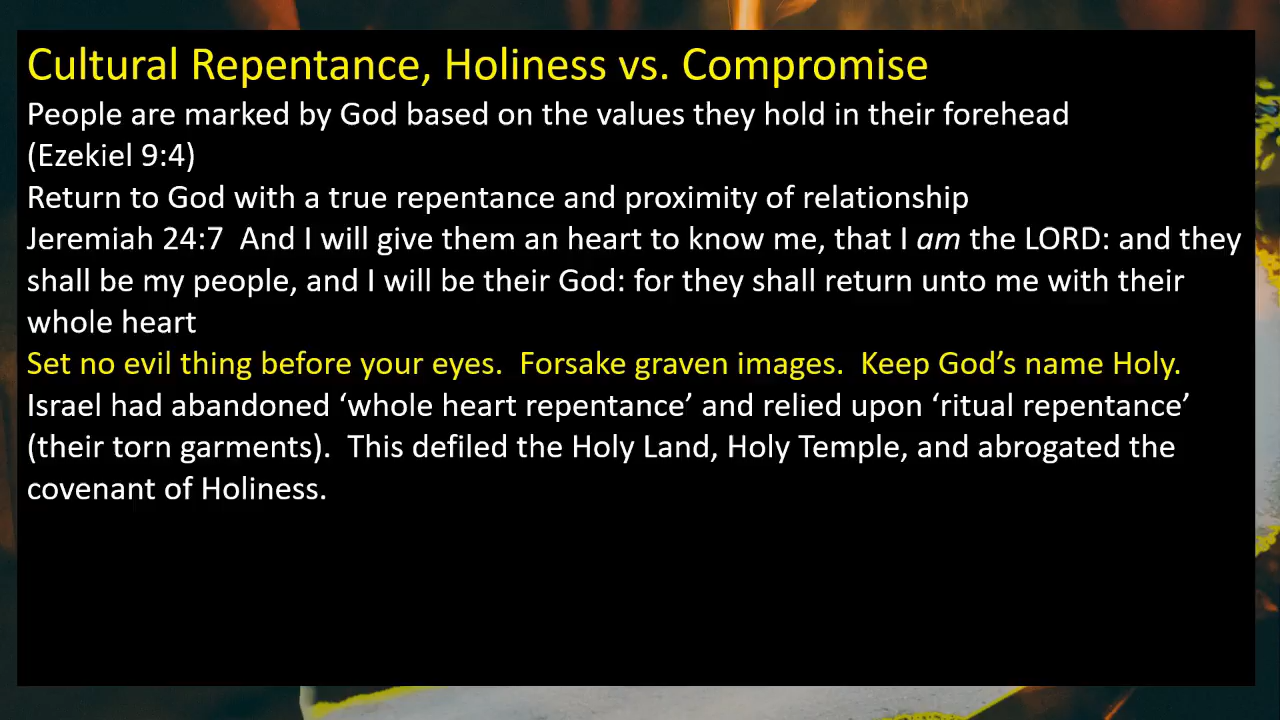 Cultural Repentance, Holiness vs. Compromise
People are marked by God based on the values they hold in their forehead
(Ezekiel 9:4)
Return to God with a true repentance and proximity of relationship
Jeremiah 24:7  And I will give them an heart to know me, that I am the LORD: and they
shall be my people, and I will be their God: for they shall return unto me with their
whole heart
Set no evil thing before your eyes.  Forsake graven images.  Keep God’s name Holy.
Israel had abandoned ‘whole heart repentance’ and relied upon ‘ritual repentance’
(their torn garments).  This defiled the Holy Land, Holy Temple, and abrogated the
covenant of Holiness.